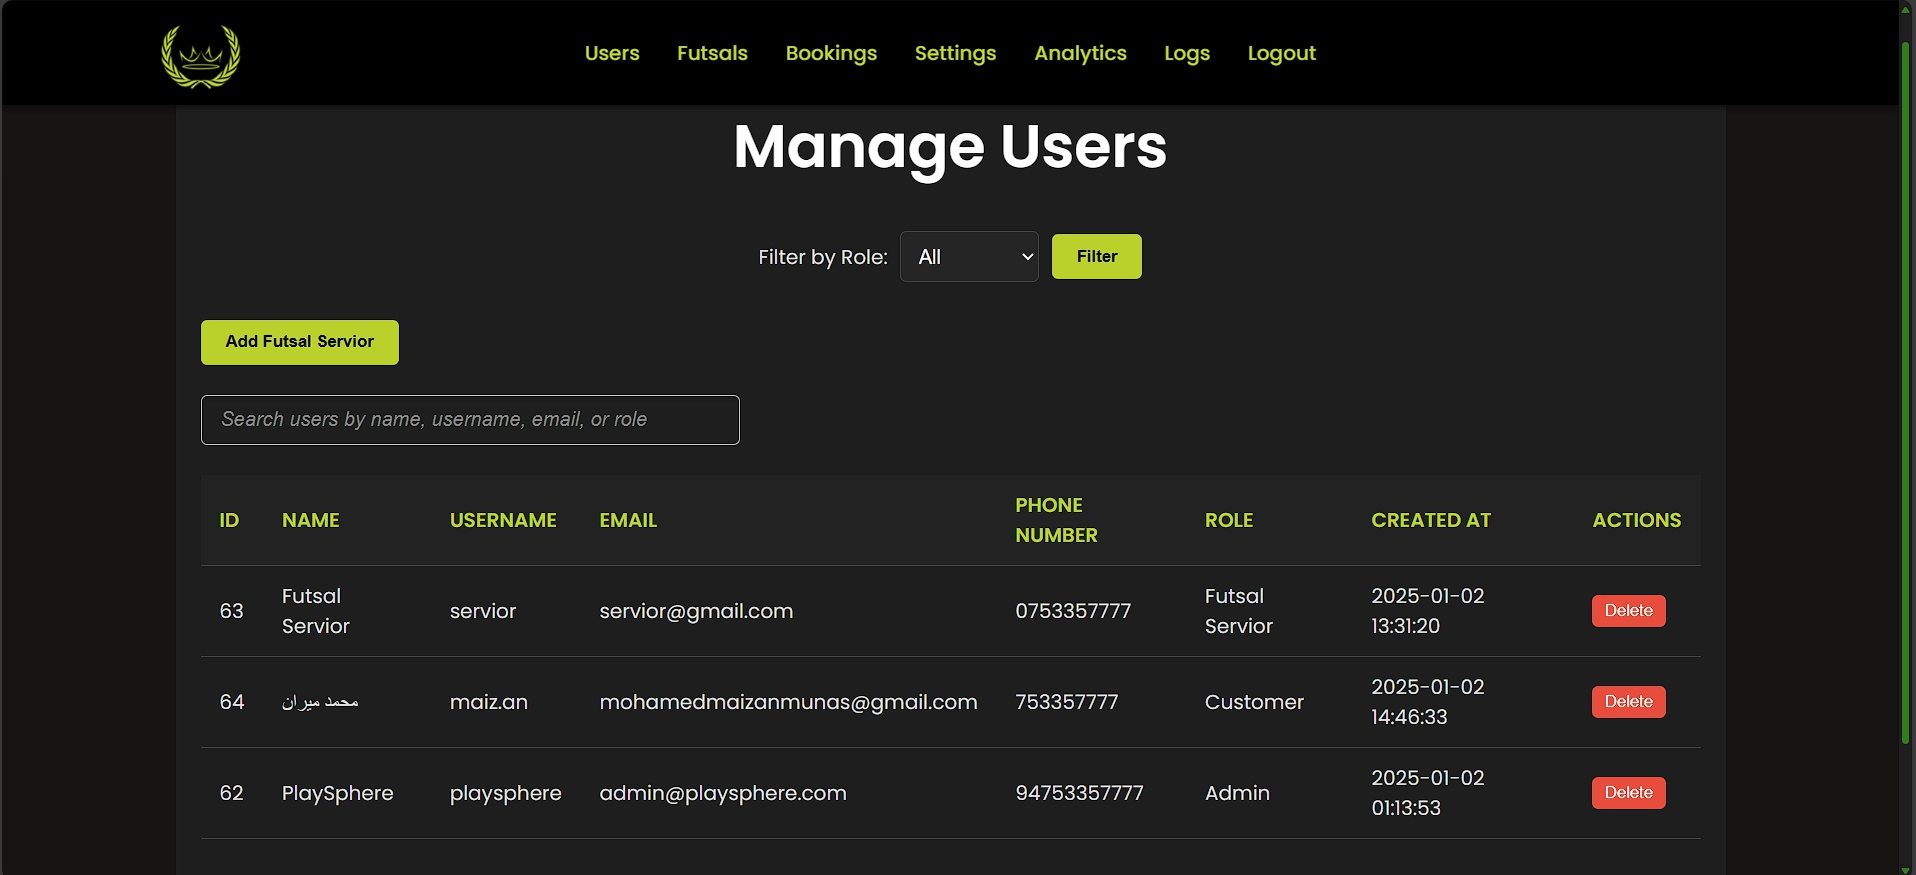 Users Futsals Bookings Settings Analytics Logs Logout
Manage Users
Filter by Role: All Filter
Add Futsal Servior
Search users by name, username, email, or role
ID NAME USERNAME EMAIL PHONE NUMBER ROLE CREATED AT ACTIONS
63 Futsal Servior servior servior@gmail.com 0753357777 Futsal Servior 2025-01-02 13:31:20 Delete
64 محمد ميران maiz.an mohamedmaizanmunas@gmail.com 753357777 Customer 2025-01-02 14:46:33 Delete
62 PlaySphere playsphere admin@playsphere.com 94753357777 Admin 2025-01-02 01:13:53 Delete